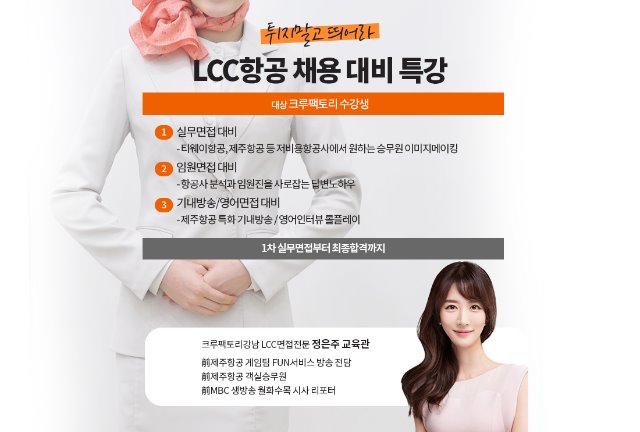 튀지말고 띄어라
LCC항공 채용 대비 특강
대상 크루팩토리 수강생
1 실무면접 대비
- 티웨이항공, 제주항공 등 저비용항공사에서 원하는 승무원 이미지메이킹
2 임원면접 대비
- 항공사 분석과 임원진을 사로잡는 답변노하우
3 기내방송/영어면접 대비
- 제주항공 특화 기내방송 / 영어인터뷰 롤플레이
1차 실무면접부터 최종합격까지
크루팩토리강남 LCC면접전문 정은주 교육관
前제주항공 게임팀 FUN서비스 방송 전담
前제주항공 객실승무원
前MBC 생방송 월화수목 시사 리포터